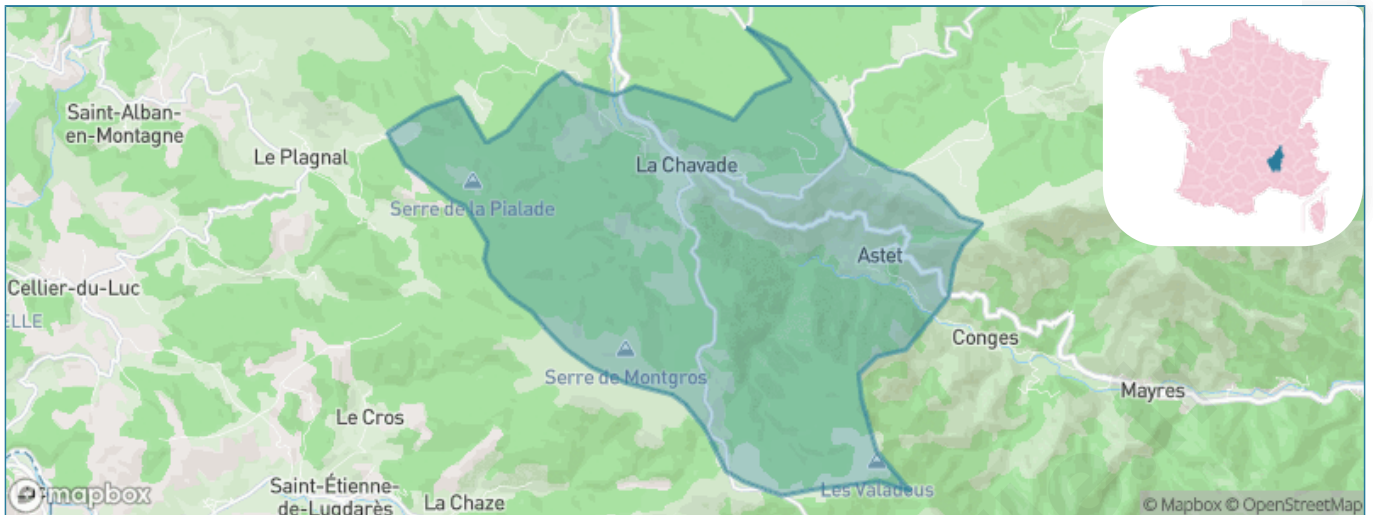 Saint-Alban-
en-Montagne
Le Plagnal
La Chavade
Serre de la Pialade
Astet
Cellier-du-Luc
ELLE
Conges
Serre de Montgros
Mayres
Le Cros
Saint-Étienne-
de-Lugdarès
La Chaze
Les Valadous
mapbox
© Mapbox © OpenStreetMap